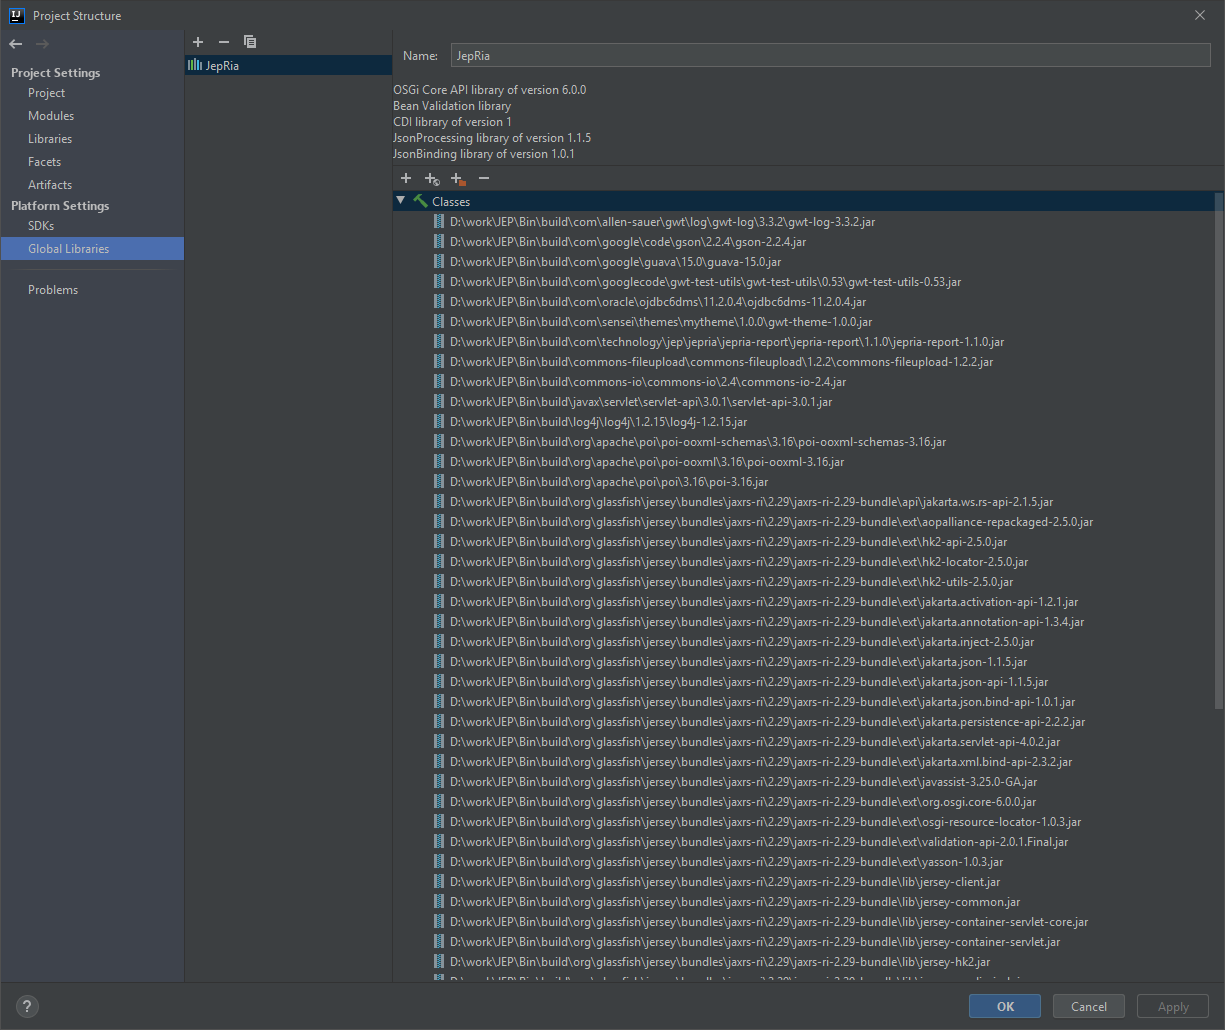 Project Structure
Project Settings
Project
Modules
Libraries
Facets
Artifacts
Platform Settings
SDKs
Global Libraries
Problems
JepRia
Name: JepRia
OSGi Core API library of version 6.0.0
Bean Validation library
CDI library of version 1
JsonProcessing library of version 1.1.5
JsonBinding library of version 1.0.1
Classes
D:\work\JEP\Bin\build\com\allen-sauer\gwt\log\gwt-log\3.3.2\gwt-log-3.3.2.jar
D:\work\JEP\Bin\build\com\google\code\gson\2.2.4\gson-2.2.4.jar
D:\work\JEP\Bin\build\com\google\guava\15.0\guava-15.0.jar
D:\work\JEP\Bin\build\com\googlecode\gwt-test-utils\gwt-test-utils\0.53\gwt-test-utils-0.53.jar
D:\work\JEP\Bin\build\com\oracle\ojdbc6dms\11.2.0.4\ojdbc6dms-11.2.0.4.jar
D:\work\JEP\Bin\build\com\sensei\themes\mytheme\1.0.0\gwt-theme-1.0.0.jar
D:\work\JEP\Bin\build\com\technology\jep\jepria\jepria-report\jepria-report\1.1.0\jepria-report-1.1.0.jar
D:\work\JEP\Bin\build\commons-fileupload\commons-fileupload\1.2.2\commons-fileupload-1.2.2.jar
D:\work\JEP\Bin\build\commons-io\commons-io\2.4\commons-io-2.4.jar
D:\work\JEP\Bin\build\javax\servlet\servlet-api\3.0.1\servlet-api-3.0.1.jar
D:\work\JEP\Bin\build\log4j\log4j\1.2.15\log4j-1.2.15.jar
D:\work\JEP\Bin\build\org\apache\poi\poi-ooxml-schemas\3.16\poi-ooxml-schemas-3.16.jar
D:\work\JEP\Bin\build\org\apache\poi\poi-ooxml\3.16\poi-ooxml-3.16.jar
D:\work\JEP\Bin\build\org\apache\poi\poi\3.16\poi-3.16.jar
D:\work\JEP\Bin\build\org\glassfish\jersey\bundles\jaxrs-ri\2.29\jaxrs-ri-2.29-bundle\api\jakarta.ws.rs-api-2.1.5.jar
D:\work\JEP\Bin\build\org\glassfish\jersey\bundles\jaxrs-ri\2.29\jaxrs-ri-2.29-bundle\ext\aopalliance-repackaged-2.5.0.jar
D:\work\JEP\Bin\build\org\glassfish\jersey\bundles\jaxrs-ri\2.29\jaxrs-ri-2.29-bundle\ext\hk2-api-2.5.0.jar
D:\work\JEP\Bin\build\org\glassfish\jersey\bundles\jaxrs-ri\2.29\jaxrs-ri-2.29-bundle\ext\hk2-locator-2.5.0.jar
D:\work\JEP\Bin\build\org\glassfish\jersey\bundles\jaxrs-ri\2.29\jaxrs-ri-2.29-bundle\ext\hk2-utils-2.5.0.jar
D:\work\JEP\Bin\build\org\glassfish\jersey\bundles\jaxrs-ri\2.29\jaxrs-ri-2.29-bundle\ext\jakarta.activation-api-1.2.1.jar
D:\work\JEP\Bin\build\org\glassfish\jersey\bundles\jaxrs-ri\2.29\jaxrs-ri-2.29-bundle\ext\jakarta.annotation-api-1.3.4.jar
D:\work\JEP\Bin\build\org\glassfish\jersey\bundles\jaxrs-ri\2.29\jaxrs-ri-2.29-bundle\ext\jakarta.inject-2.5.0.jar
D:\work\JEP\Bin\build\org\glassfish\jersey\bundles\jaxrs-ri\2.29\jaxrs-ri-2.29-bundle\ext\jakarta.json-1.1.5.jar
D:\work\JEP\Bin\build\org\glassfish\jersey\bundles\jaxrs-ri\2.29\jaxrs-ri-2.29-bundle\ext\jakarta.json-api-1.1.5.jar
D:\work\JEP\Bin\build\org\glassfish\jersey\bundles\jaxrs-ri\2.29\jaxrs-ri-2.29-bundle\ext\jakarta.json.bind-api-1.0.1.jar
D:\work\JEP\Bin\build\org\glassfish\jersey\bundles\jaxrs-ri\2.29\jaxrs-ri-2.29-bundle\ext\jakarta.persistence-api-2.2.2.jar
D:\work\JEP\Bin\build\org\glassfish\jersey\bundles\jaxrs-ri\2.29\jaxrs-ri-2.29-bundle\ext\jakarta.servlet-api-4.0.2.jar
D:\work\JEP\Bin\build\org\glassfish\jersey\bundles\jaxrs-ri\2.29\jaxrs-ri-2.29-bundle\ext\jakarta.xml.bind-api-2.3.2.jar
D:\work\JEP\Bin\build\org\glassfish\jersey\bundles\jaxrs-ri\2.29\jaxrs-ri-2.29-bundle\ext\javassist-3.25.0-GA.jar
D:\work\JEP\Bin\build\org\glassfish\jersey\bundles\jaxrs-ri\2.29\jaxrs-ri-2.29-bundle\ext\org.osgi.core-6.0.0.jar
D:\work\JEP\Bin\build\org\glassfish\jersey\bundles\jaxrs-ri\2.29\jaxrs-ri-2.29-bundle\ext\osgi-resource-locator-1.0.3.jar
D:\work\JEP\Bin\build\org\glassfish\jersey\bundles\jaxrs-ri\2.29\jaxrs-ri-2.29-bundle\ext\validation-api-2.0.1.Final.jar
D:\work\JEP\Bin\build\org\glassfish\jersey\bundles\jaxrs-ri\2.29\jaxrs-ri-2.29-bundle\ext\yasson-1.0.3.jar
D:\work\JEP\Bin\build\org\glassfish\jersey\bundles\jaxrs-ri\2.29\jaxrs-ri-2.29-bundle\lib\jersey-client.jar
D:\work\JEP\Bin\build\org\glassfish\jersey\bundles\jaxrs-ri\2.29\jaxrs-ri-2.29-bundle\lib\jersey-common.jar
D:\work\JEP\Bin\build\org\glassfish\jersey\bundles\jaxrs-ri\2.29\jaxrs-ri-2.29-bundle\lib\jersey-container-servlet-core.jar
D:\work\JEP\Bin\build\org\glassfish\jersey\bundles\jaxrs-ri\2.29\jaxrs-ri-2.29-bundle\lib\jersey-container-servlet.jar
D:\work\JEP\Bin\build\org\glassfish\jersey\bundles\jaxrs-ri\2.29\jaxrs-ri-2.29-bundle\lib\jersey-hk2.jar
OK
Cancel
Apply